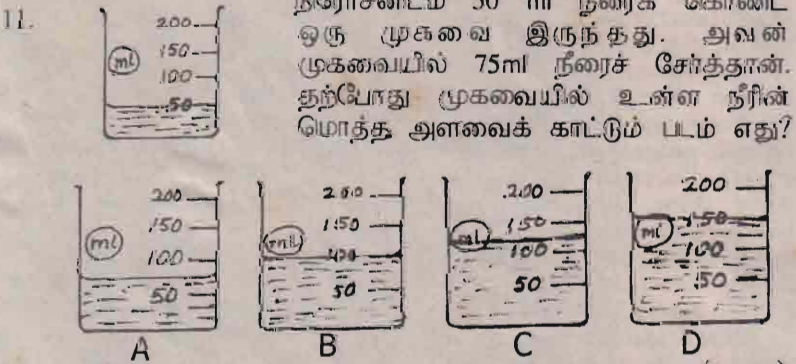 11.
200
150
100
50
ml
நிரோசனிடம் 50 ml நீரைக் கொண்ட
ஒரு முகவை இருந்தது. அவன்
முகவையில் 75ml நீரைச் சேர்த்தான்.
தற்போது முகவையில் உள்ள நீரின்
மொத்த அளவைக் காட்டும் படம் எது?
200
150
ml
100
50
A
200
150
ml
100
50
B
200
150
ml
100
50
C
200
150
ml
100
50
D